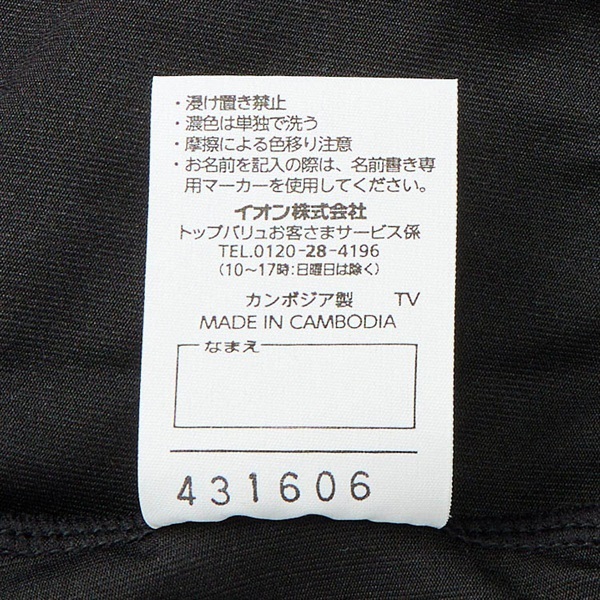 ・浸け置き禁止
・濃色は単独で洗う
・摩擦による色移り注意
・お名前を記入の際は、名前書き専
用マーカーを使用してください。
イオン株式会社
トップバリュお客さまサービス係
TEL.0120-28-4196
(10～17時:日曜日は除く)
カンボジア製 TV
MADE IN CAMBODIA
なまえ
431606